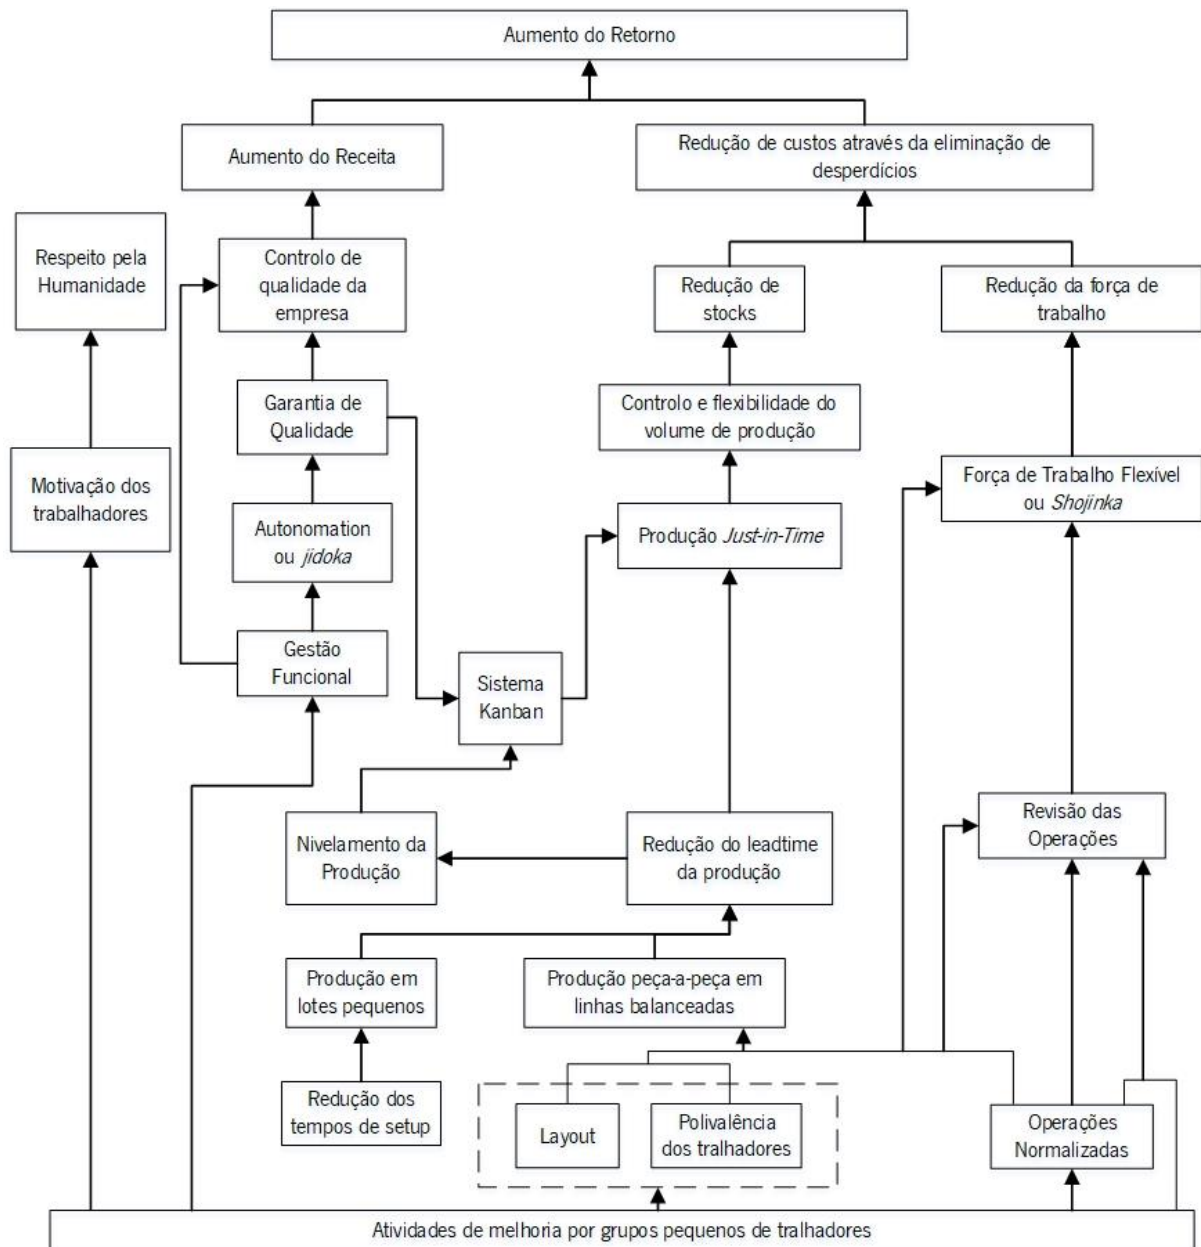 Aumento do Retorno
Aumento do Receita
Redução de custos através da eliminação de
desperdícios
Respeito pela
Humanidade
Controlo de
qualidade da
empresa
Redução de
stocks
Redução da força de
trabalho
Garantia de
Qualidade
Controlo e flexibilidade do
volume de produção
Motivação dos
trabalhadores
Força de Trabalho Flexível
ou Shojinka
Autonomation
ou jidoka
Produção Just-in-Time
Gestão
Funcional
Sistema
Kanban
Nivelamento da
Produção
Redução do leadtime
da produção
Revisão das
Operações
Produção em
lotes pequenos
Produção peça-a-peça em
linhas balanceadas
Redução dos
tempos de setup
Layout
Polivalência
dos tralhadores
Operações
Normalizadas
Atividades de melhoria por grupos pequenos de tralhadores